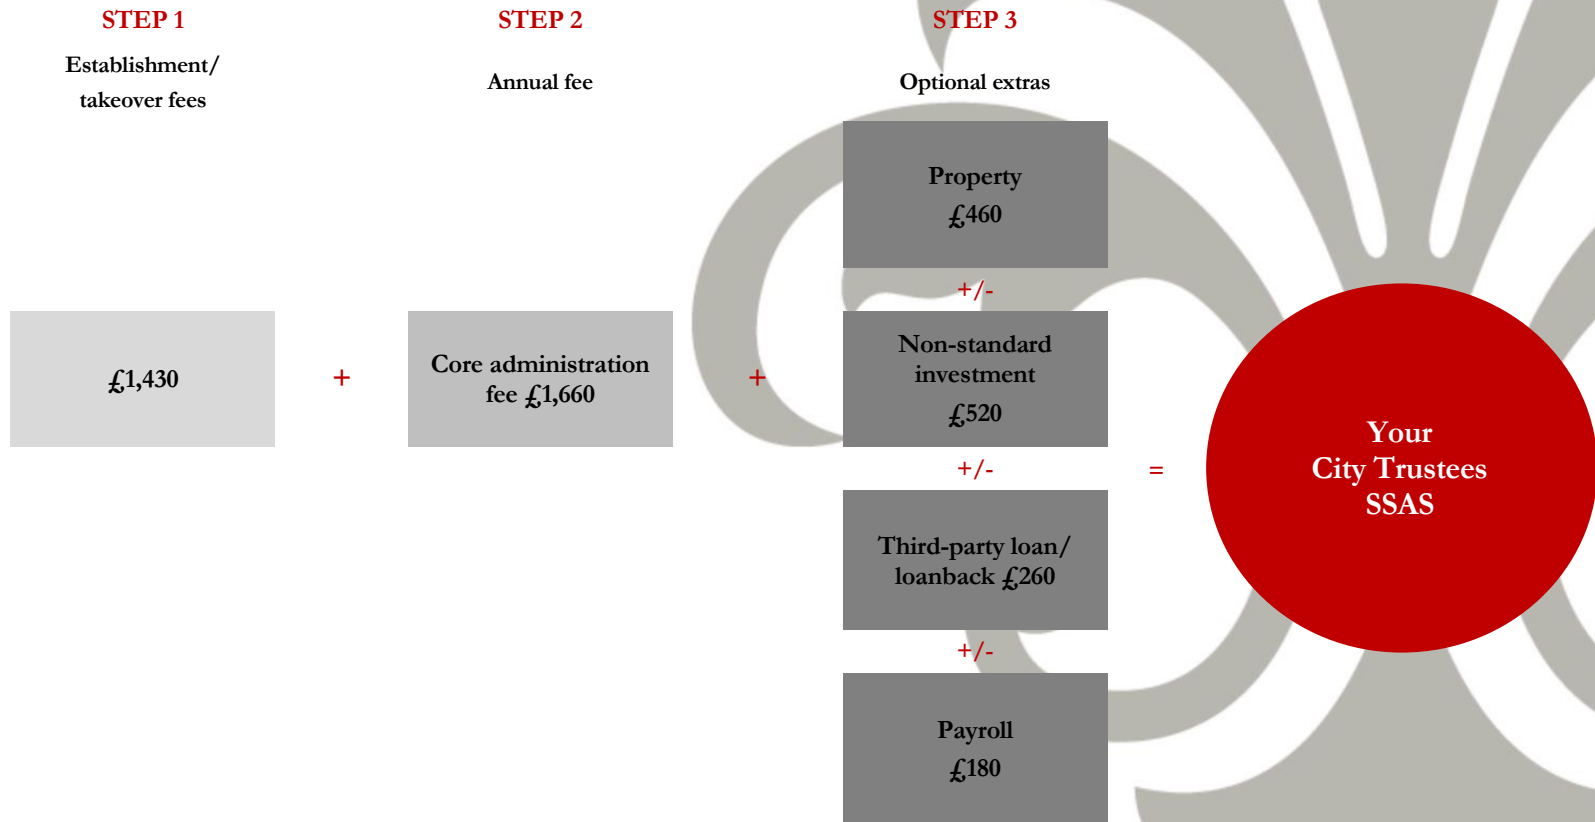 STEP 1
Establishment/
takeover fees
£1,430
+
STEP 2
Annual fee
Core administration
fee £1,660
+
STEP 3
Optional extras
Property
£460
+/-
Non-standard
investment
£520
+/-
Third-party loan/
loanback £260
+/-
Payroll
£180
=
Your
City Trustees
SSAS